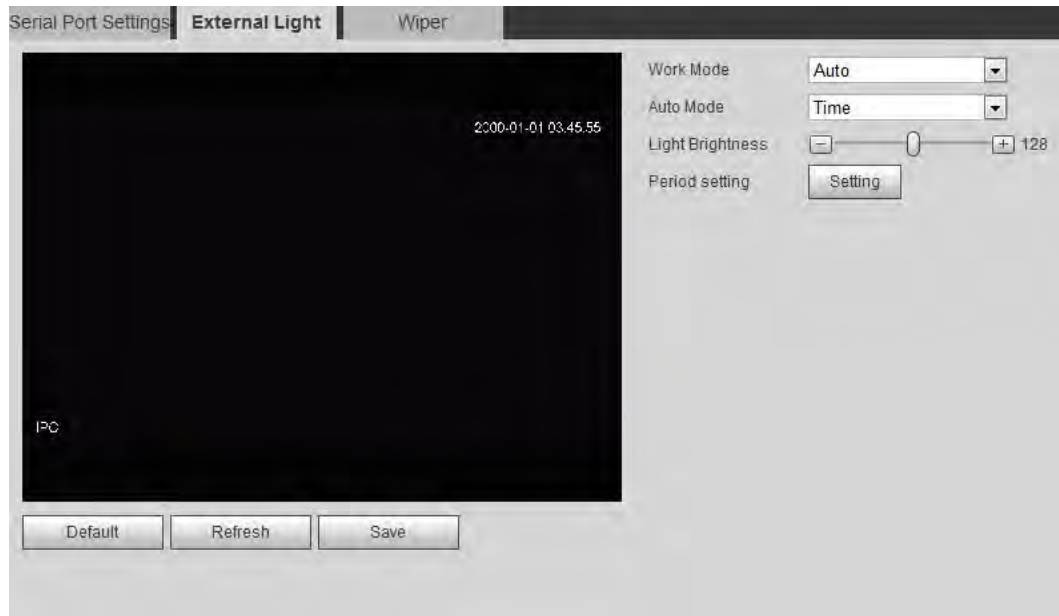 Serial Port Settings External Light Wiper
2000-01-01 03.45.55
IPC
Work Mode Auto
Auto Mode Time
Light Brightness - + 128
Period setting Setting
Default Refresh Save